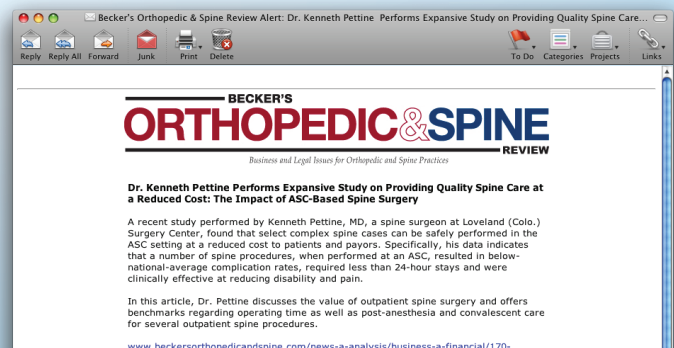 Becker's Orthopedic & Spine Review Alert: Dr. Kenneth Pettine Performs Expansive Study on Providing Quality Spine Care...
Reply Reply All Forward Junk Print Delete To Do Categories Projects Links
BECKER'S
ORTHOPEDIC&SPINE
REVIEW
Business and Legal Issues for Orthopedic and Spine Practices
Dr. Kenneth Pettine Performs Expansive Study on Providing Quality Spine Care at
a Reduced Cost: The Impact of ASC-Based Spine Surgery
A recent study performed by Kenneth Pettine, MD, a spine surgeon at Loveland (Colo.)
Surgery Center, found that select complex spine cases can be safely performed in the
ASC setting at a reduced cost to patients and payors. Specifically, his data indicates
that a number of spine procedures, when performed at an ASC, resulted in below-
national-average complication rates, required less than 24-hour stays and were
clinically effective at reducing disability and pain.
In this article, Dr. Pettine discusses the value of outpatient spine surgery and offers
benchmarks regarding operating time as well as post-anesthesia and convalescent care
for several outpatient spine procedures.
www.beckersorthopedicandspine.com/news-a-analysis/business-a-financial/170-